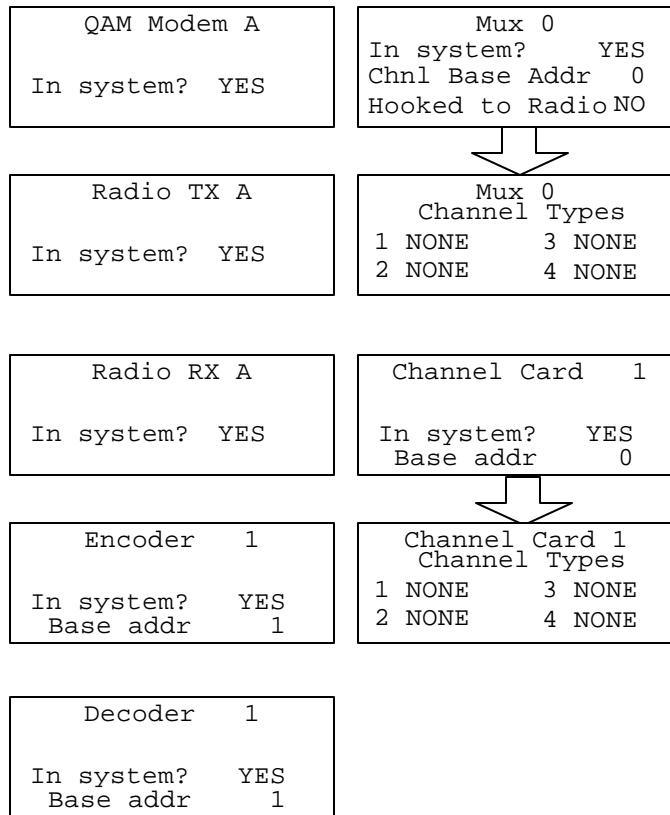 QAM Modem A
In system? YES
Mux 0
In system? YES
Chnl Base Addr 0
Hooked to Radio NO
Radio TX A
In system? YES
Mux 0
Channel Types
1 NONE 3 NONE
2 NONE 4 NONE
Radio RX A
In system? YES
Channel Card 1
In system? YES
Base addr 0
Encoder 1
In system? YES
Base addr 1
Channel Card 1
Channel Types
1 NONE 3 NONE
2 NONE 4 NONE
Decoder 1
In system? YES
Base addr 1